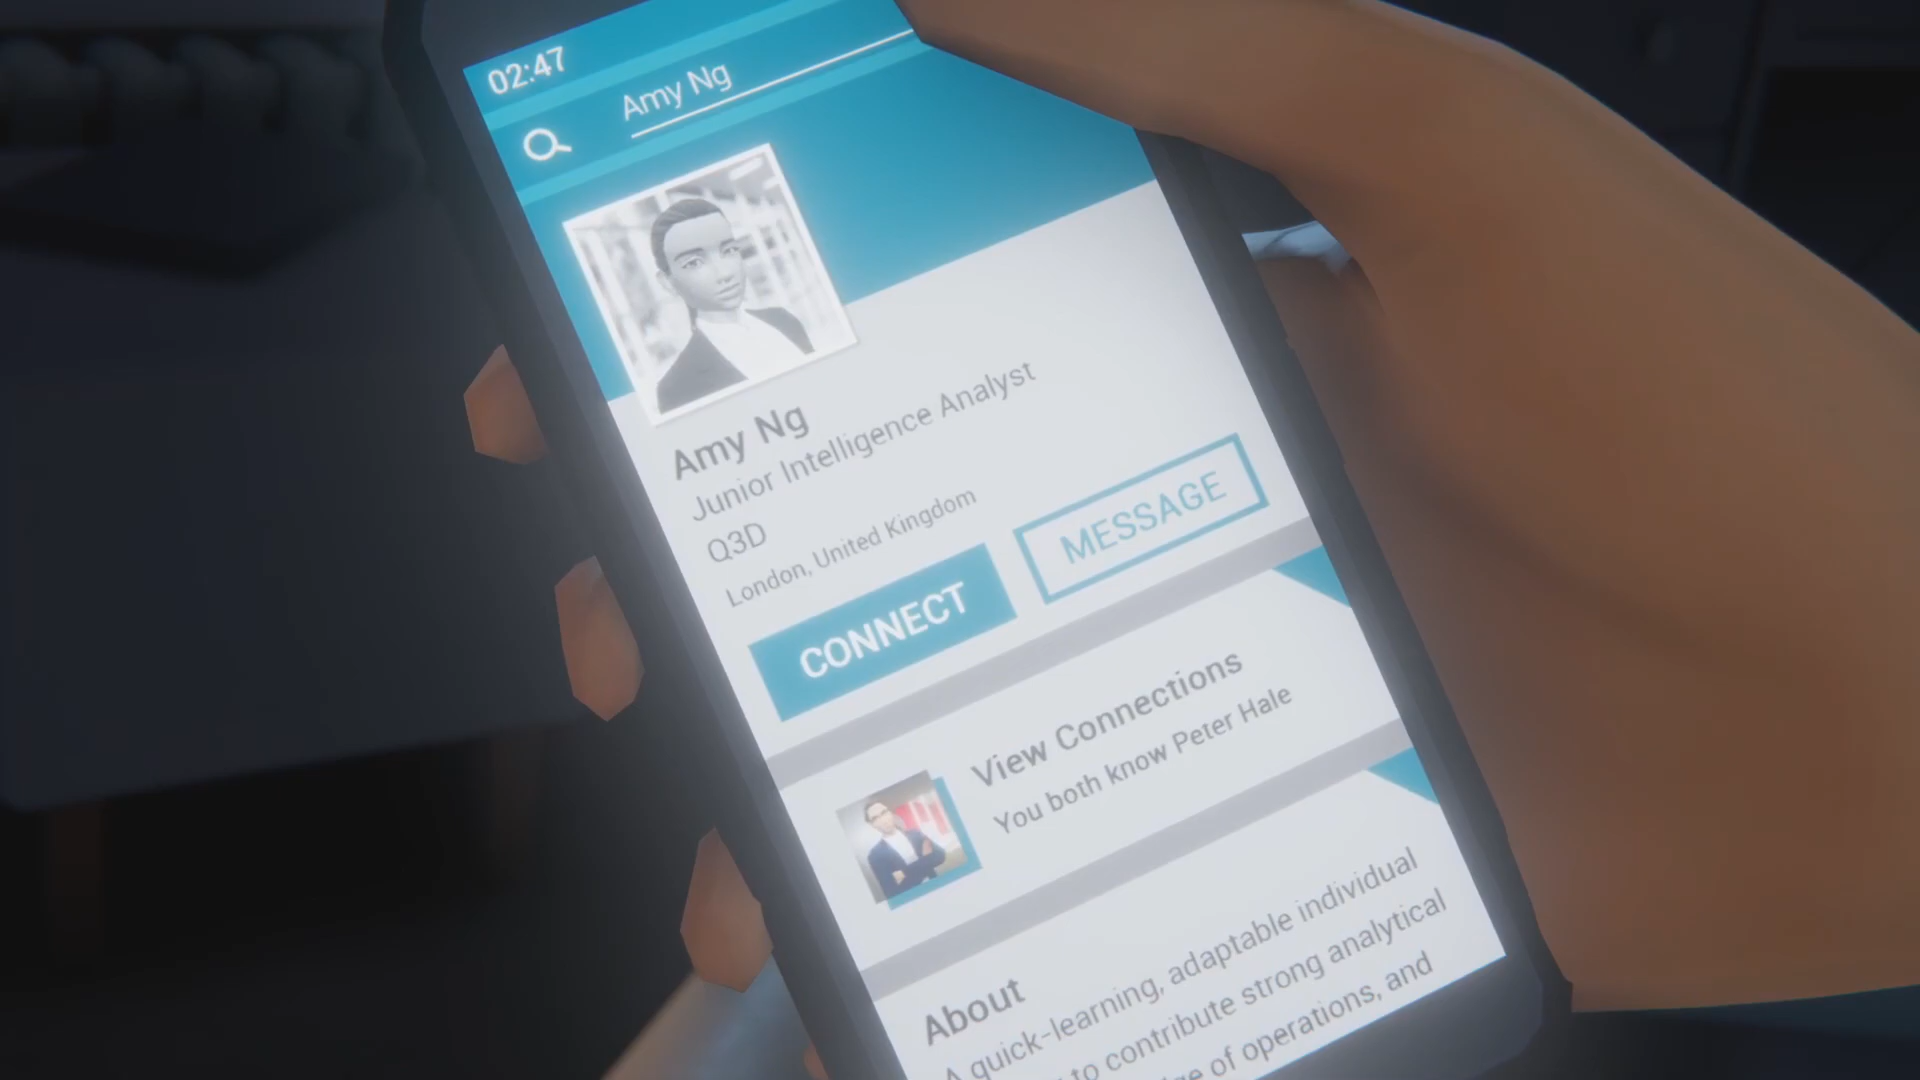 02:47
Amy Ng
Amy Ng
Junior Intelligence Analyst
Q3D
London, United Kingdom
CONNECT
MESSAGE
View Connections
You both know Peter Hale
About
A quick-learning, adaptable individual
to contribute strong analytical
of operations, and